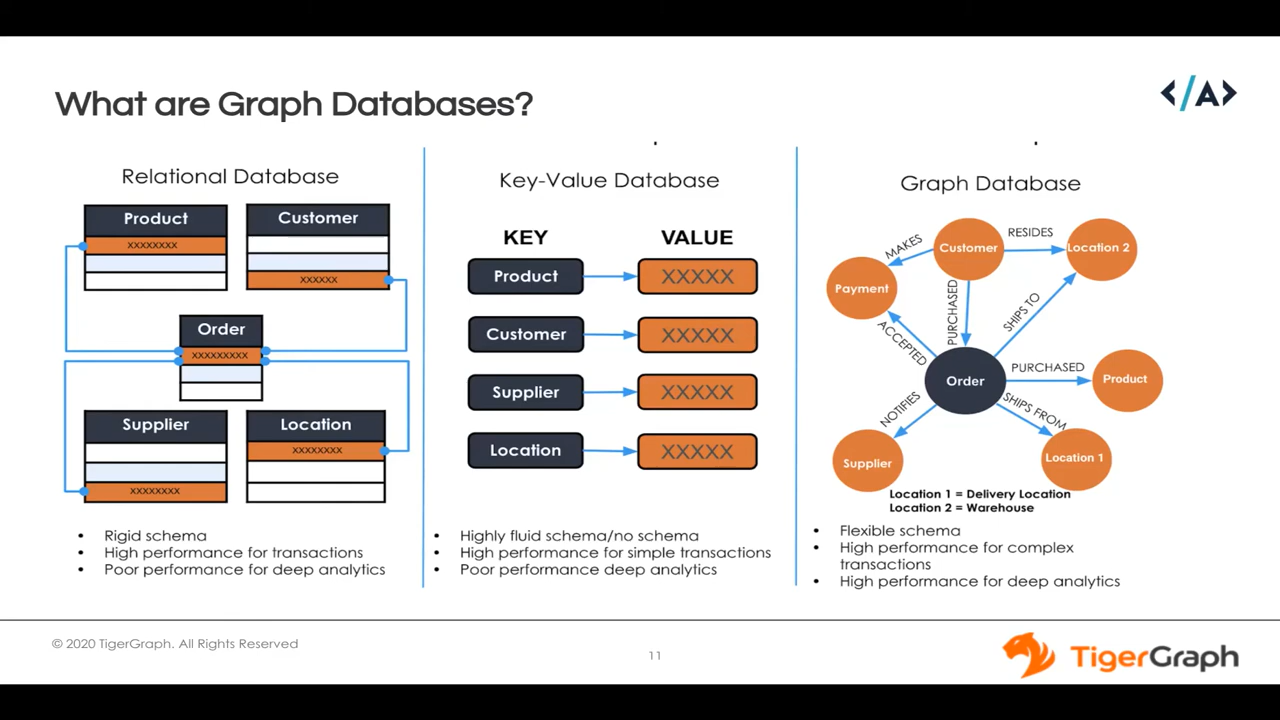 What are Graph Databases?
</A>
Relational Database
Product
XXXXXXXX
Customer
XXXXXX
Order
XXXXXXXXX
Supplier
XXXXXXXX
Location
XXXXXXXX
• Rigid schema
• High performance for transactions
• Poor performance for deep analytics
Key-Value Database
KEY VALUE
Product XXXXX
Customer XXXXX
Supplier XXXXX
Location XXXXX
• Highly fluid schema/no schema
• High performance for simple transactions
• Poor performance deep analytics
Graph Database
Customer
RESIDES
Location 2
MAKES
Payment
PURCHASED
SHIPS TO
ACCEPTED
Order
PURCHASED
Product
NOTIFIES
SHIPS FROM
Supplier
Location 1
Location 1 = Delivery Location
Location 2 = Warehouse
• Flexible schema
• High performance for complex
transactions
• High performance for deep analytics
© 2020 TigerGraph. All Rights Reserved
11
TigerGraph